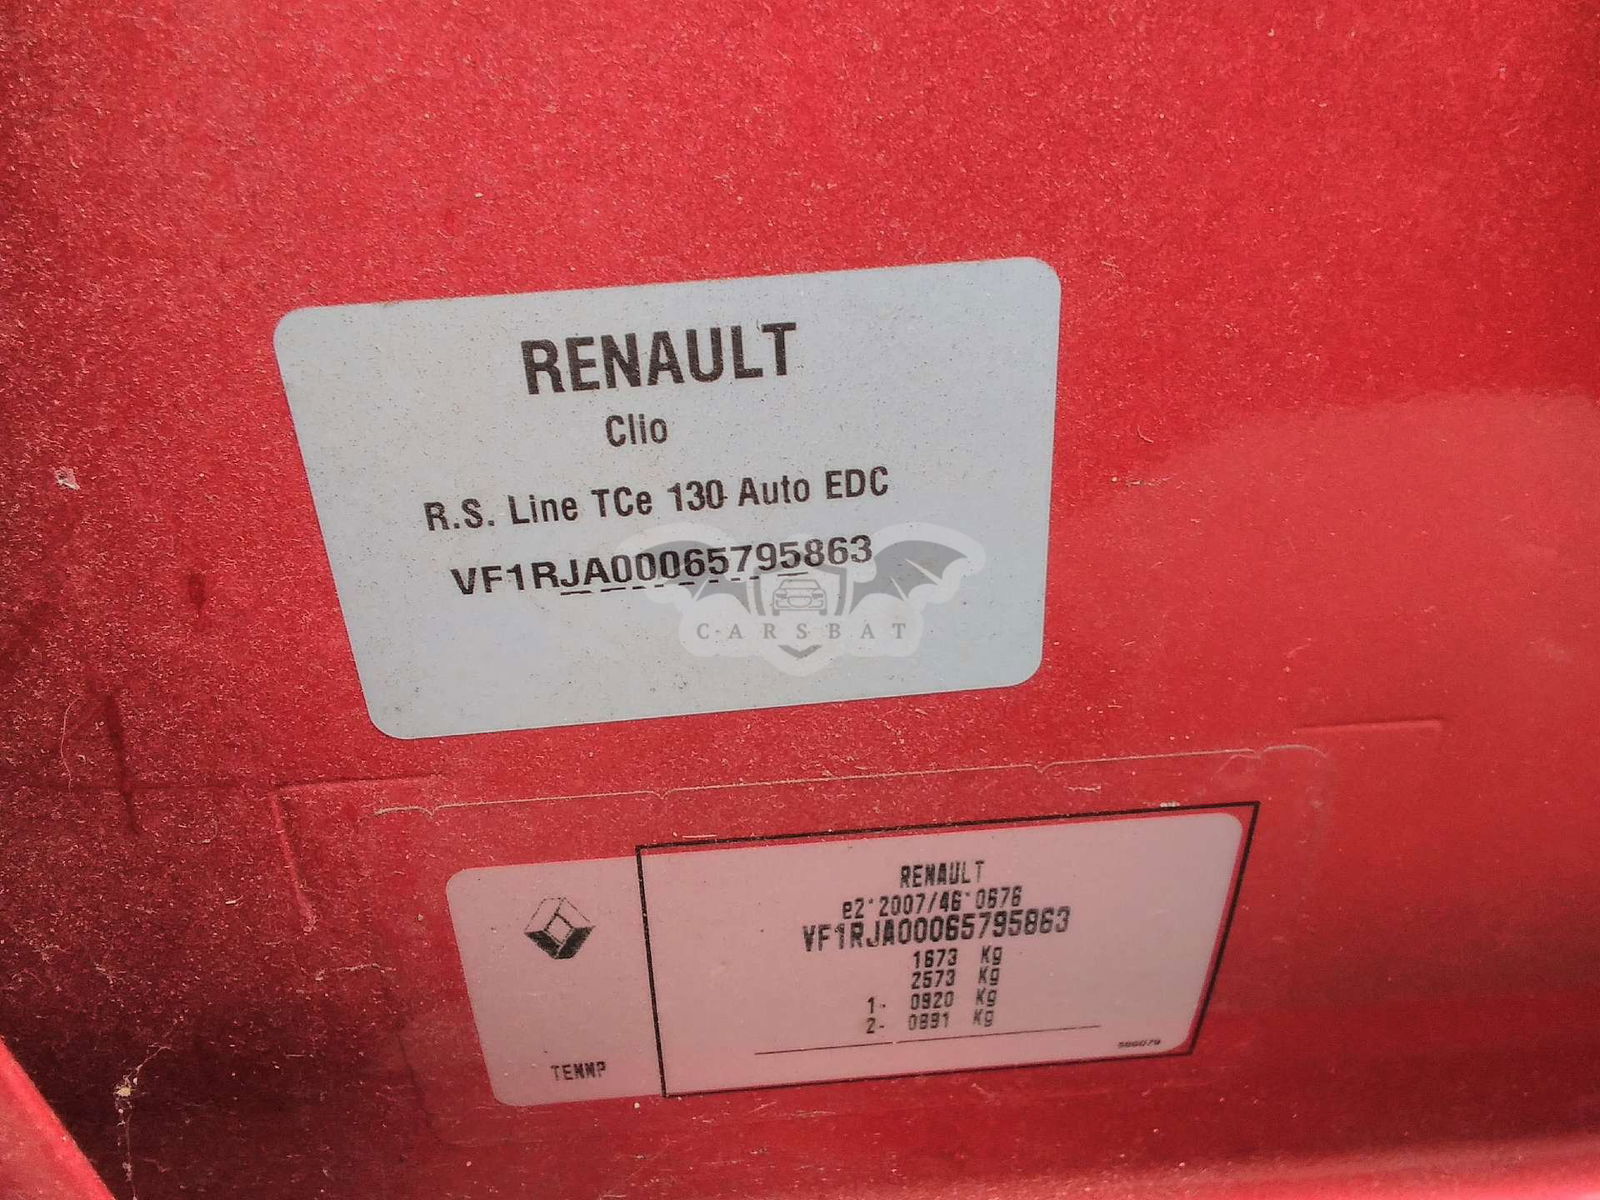 RENAULT
Clio
R.S. Line TCe 130 Auto EDC
VF1RJA00065795863
CARSBAT
RENAULT
e2*2007/46*0676
VF1RJA00065795863
1673 Kg
2573 Kg
1- 0920 Kg
2- 0891 Kg
TEMMP